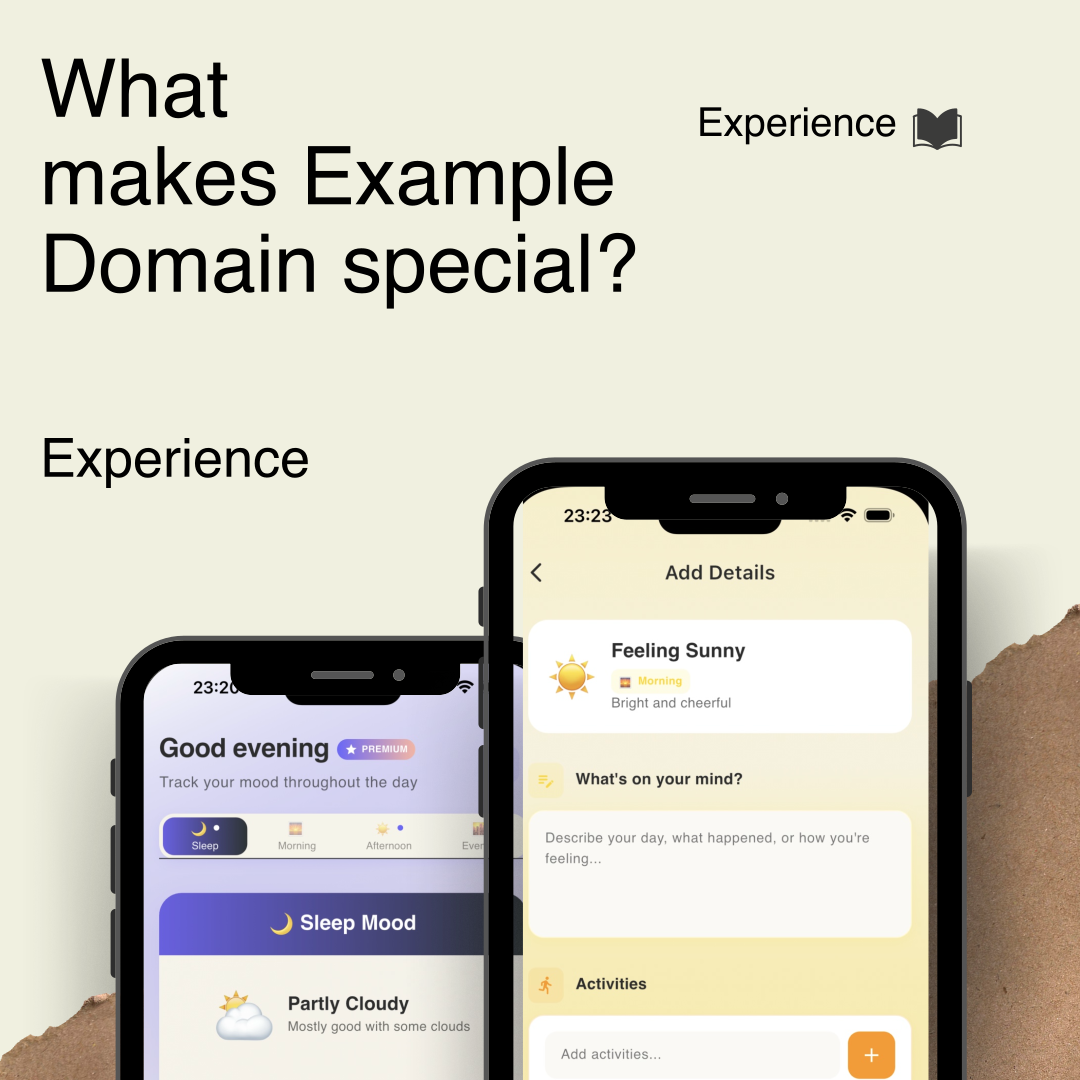 What
makes Example
Domain special?
Experience
Experience
23:23
Add Details
Feeling Sunny
Morning
Bright and cheerful
What's on your mind?
Describe your day, what happened, or how you're
feeling...
Activities
Add activities...
+
23:20
Good evening
PREMIUM
Track your mood throughout the day
Sleep
Morning
Afternoon
Sleep Mood
Partly Cloudy
Mostly good with some clouds